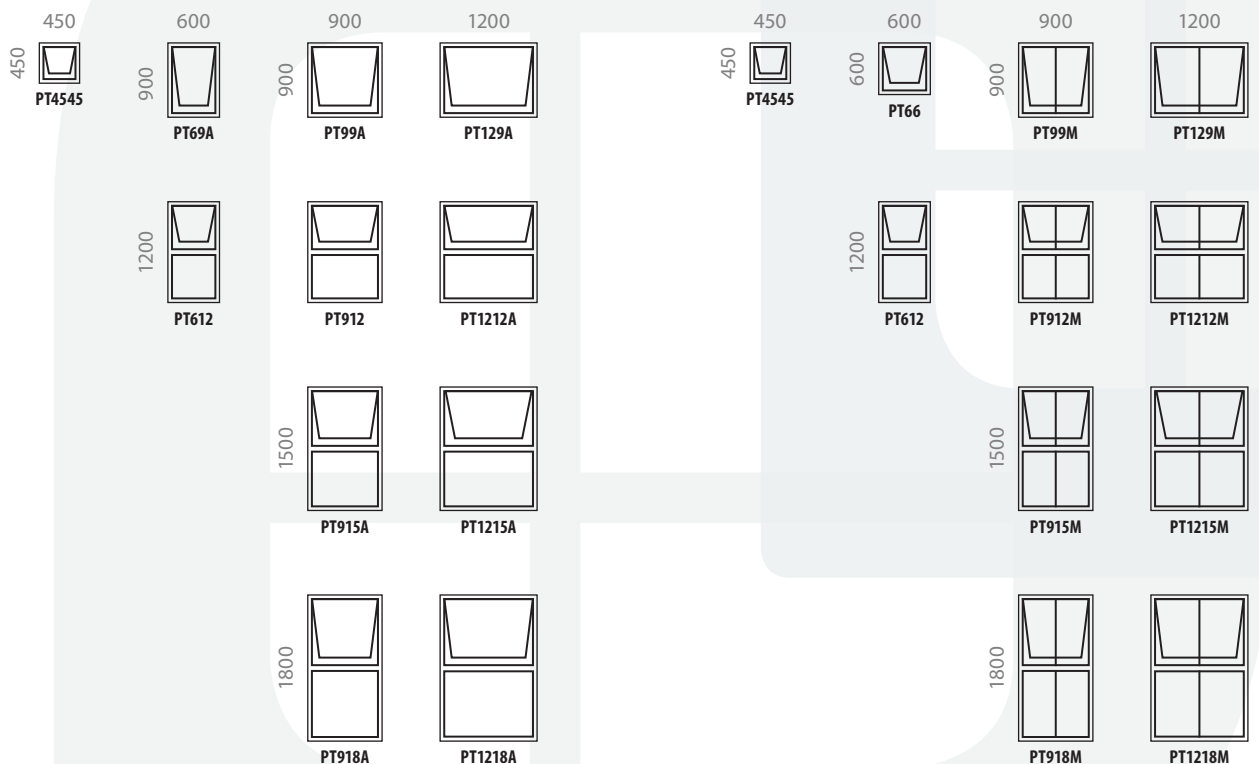 450 600 900 1200 450 600 900 1200
450 900 900 450 600 900
PT4545 PT4545
PT66
PT69A PT99A PT129A PT99M PT129M
1200 1200
PT612 PT912 PT1212A PT612 PT912M PT1212M
1500 1500
PT915A PT1215A PT915M PT1215M
1800 1800
PT918A PT1218A PT918M PT1218M